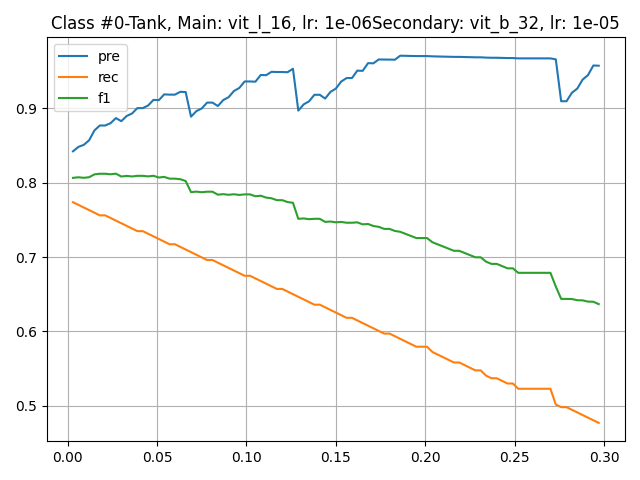 Class #0-Tank, Main: vit_l_16, lr: 1e-06Secondary: vit_b_32, lr: 1e-05
pre
rec
f1
0.9
0.8
0.7
0.6
0.5
0.00 0.05 0.10 0.15 0.20 0.25 0.30